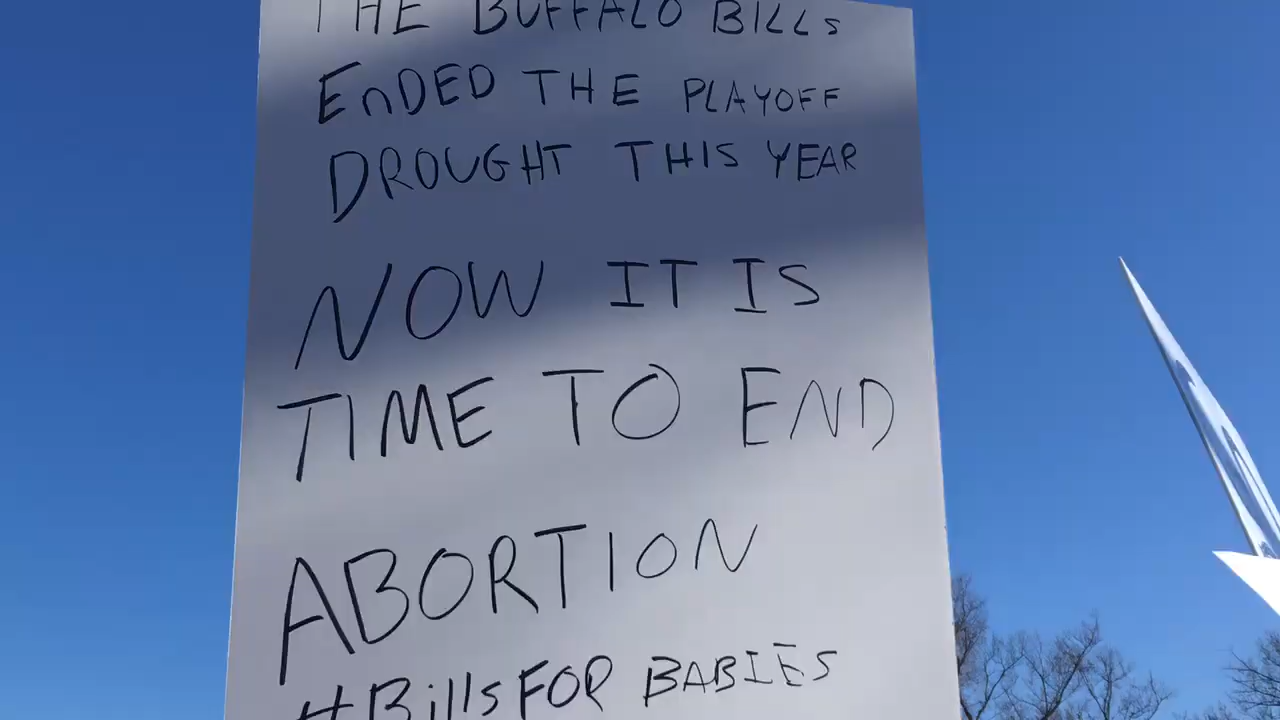 THE BUFFALO BILLS
EnDED THE PLAYOFF
DROUGHT THIS YEAR
NOW IT IS
TIME TO END
ABORTION
#BillsFOR BABIES